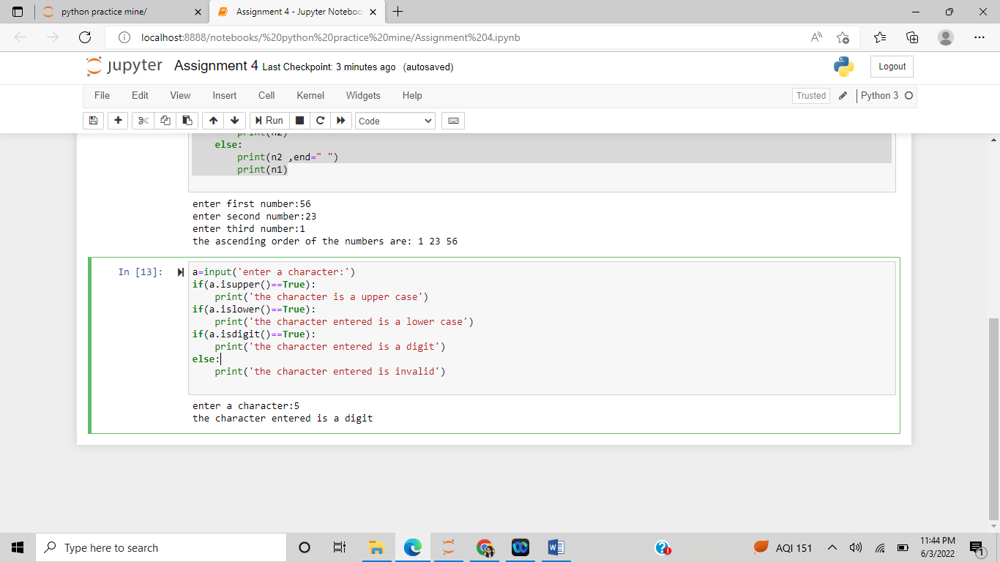 python practice mine/
Assignment 4 - Jupyter Noteboo
localhost:8888/notebooks/%20python%20practice%20mine/Assignment%204.ipynb
jupyter Assignment 4 Last Checkpoint: 3 minutes ago (autosaved)
Logout
File Edit View Insert Cell Kernel Widgets Help
Trusted Python 3
Run Code
print(n2)
else:
print(n2 ,end=" ")
print(n1)
enter first number:56
enter second number:23
enter third number:1
the ascending order of the numbers are: 1 23 56
In [13]:
a=input('enter a character:')
if(a.isupper()==True):
print('the character is a upper case')
if(a.islower()==True):
print('the character entered is a lower case')
if(a.isdigit()==True):
print('the character entered is a digit')
else:
print('the character entered is invalid')
enter a character:5
the character entered is a digit
Type here to search
AQI 151
11:44 PM
6/3/2022
1